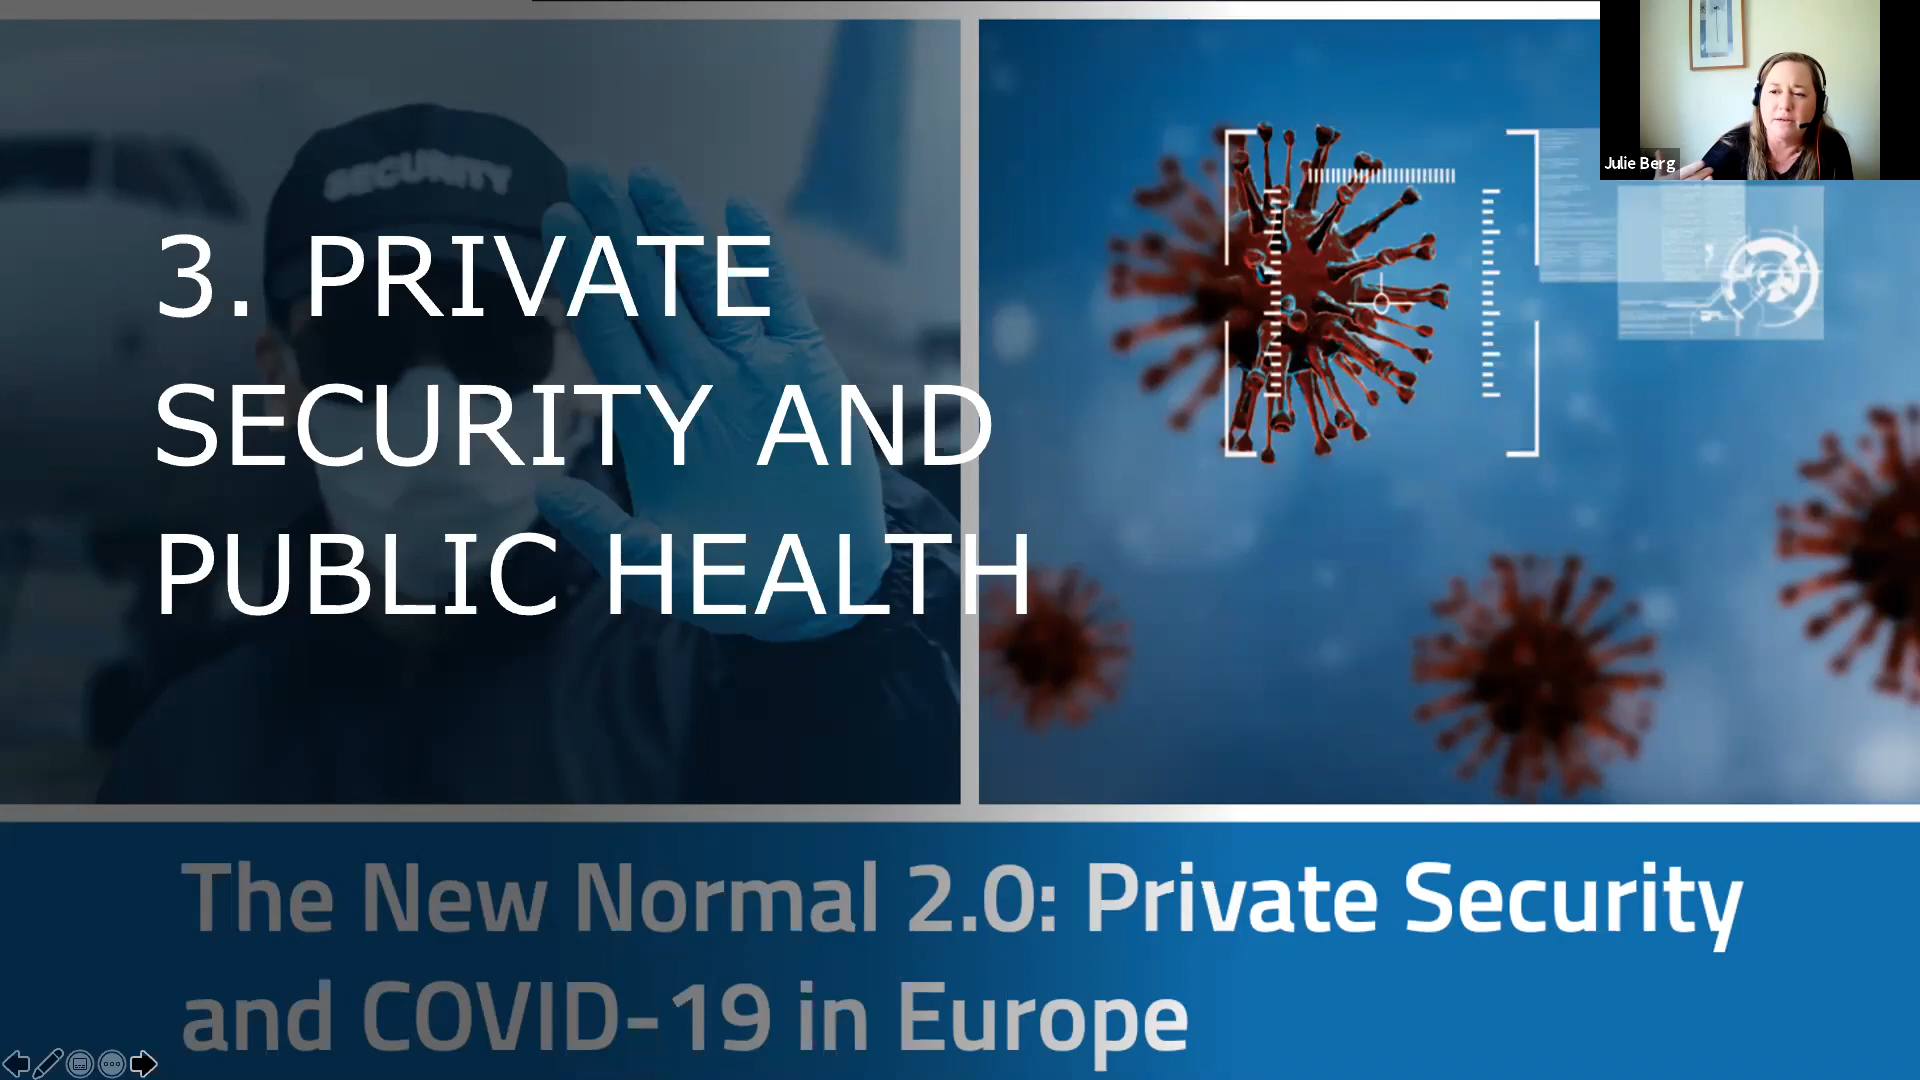 SECURITY
3. PRIVATE
SECURITY AND
PUBLIC HEALTH
Julie Berg
The New Normal 2.0: Private Security
and COVID-19 in Europe